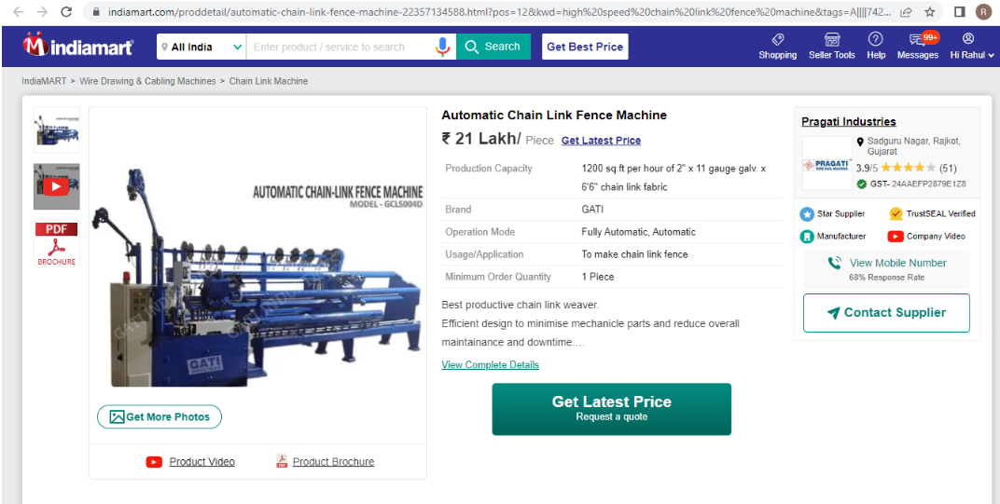 indiamart.com/proddetail/automatic-chain-link-fence-machine-22357134588.html?pos=12&kwd=high%20speed%20chain%20link%20fence%20machine&tags=A||||742...
R
indiamart
All India
Enter product / service to search
Search
Get Best Price
Shopping
Seller Tools
Help
99+
Messages
Hi Rahul
IndiaMART > Wire Drawing & Cabling Machines > Chain Link Machine
PDF
BROCHURE
AUTOMATIC CHAIN-LINK FENCE MACHINE
MODEL - GCLS004D
GATI
Get More Photos
Product Video
Product Brochure
Automatic Chain Link Fence Machine
₹ 21 Lakh/ Piece Get Latest Price
Production Capacity 1200 sq.ft per hour of 2" x 11 gauge galv. x
6'6" chain link fabric
Brand GATI
Operation Mode Fully Automatic, Automatic
Usage/Application To make chain link fence
Minimum Order Quantity 1 Piece
Best productive chain link weaver.
Efficient design to minimise mechanicle parts and reduce overall
maintainance and downtime....
View Complete Details
Get Latest Price
Request a quote
Pragati Industries
PRAGATI
Sadguru Nagar, Rajkot,
Gujarat
3.9/5 (51)
GST- 24AAEFP2879E1Z8
Star Supplier
TrustSEAL Verified
Manufacturer
Company Video
View Mobile Number
68% Response Rate
Contact Supplier